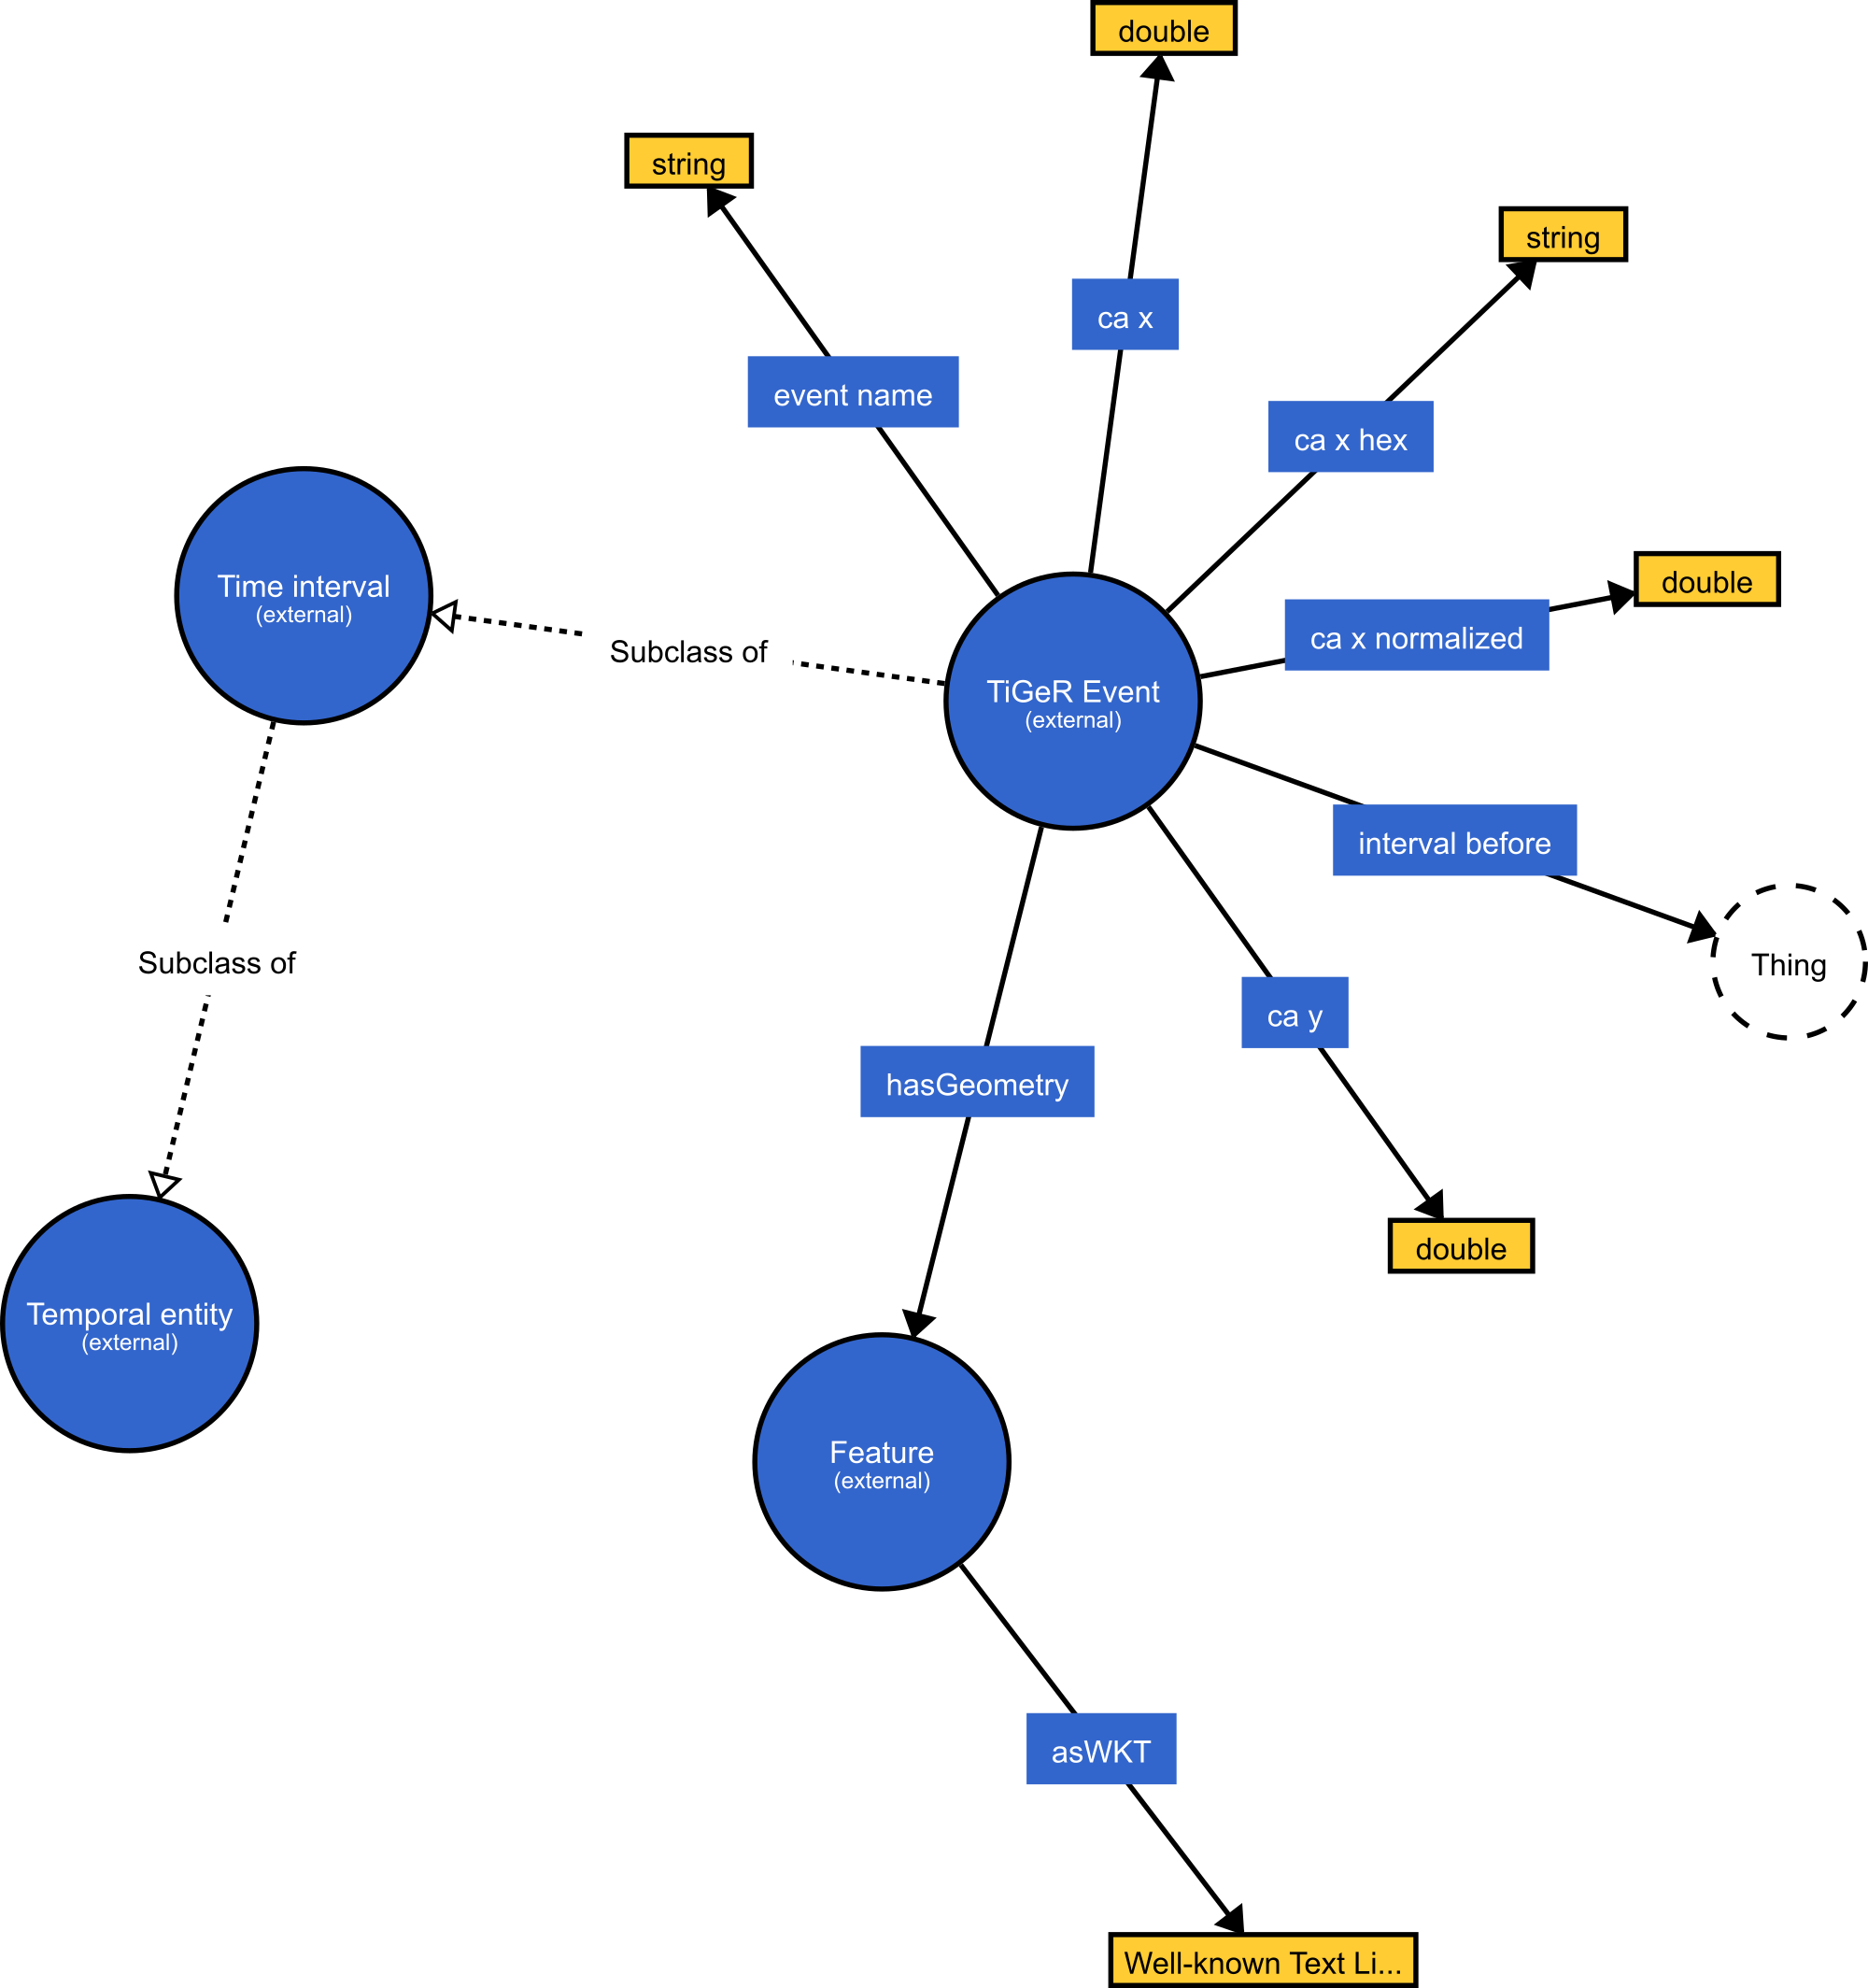 double
string
string
ca x
event name
ca x hex
double
Time interval
(external)
ca x normalized
Subclass of
TiGeR Event
(external)
interval before
Thing
Subclass of
ca y
hasGeometry
double
Temporal entity
(external)
Feature
(external)
asWKT
Well-known Text Li...